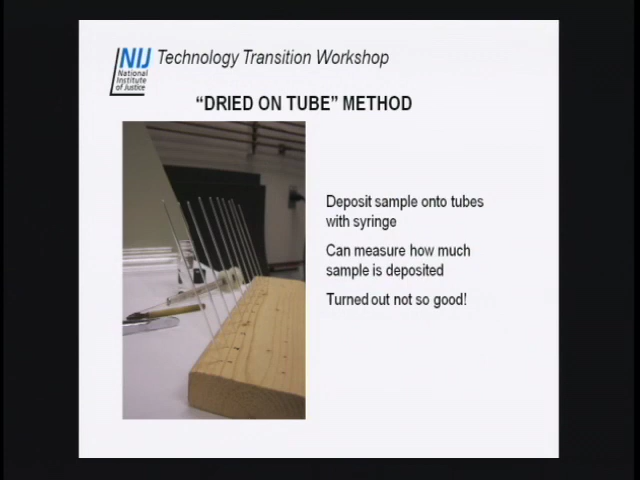 NIJ
National
Institute
of Justice
Technology Transition Workshop
“DRIED ON TUBE” METHOD
Deposit sample onto tubes
with syringe
Can measure how much
sample is deposited
Turned out not so good!